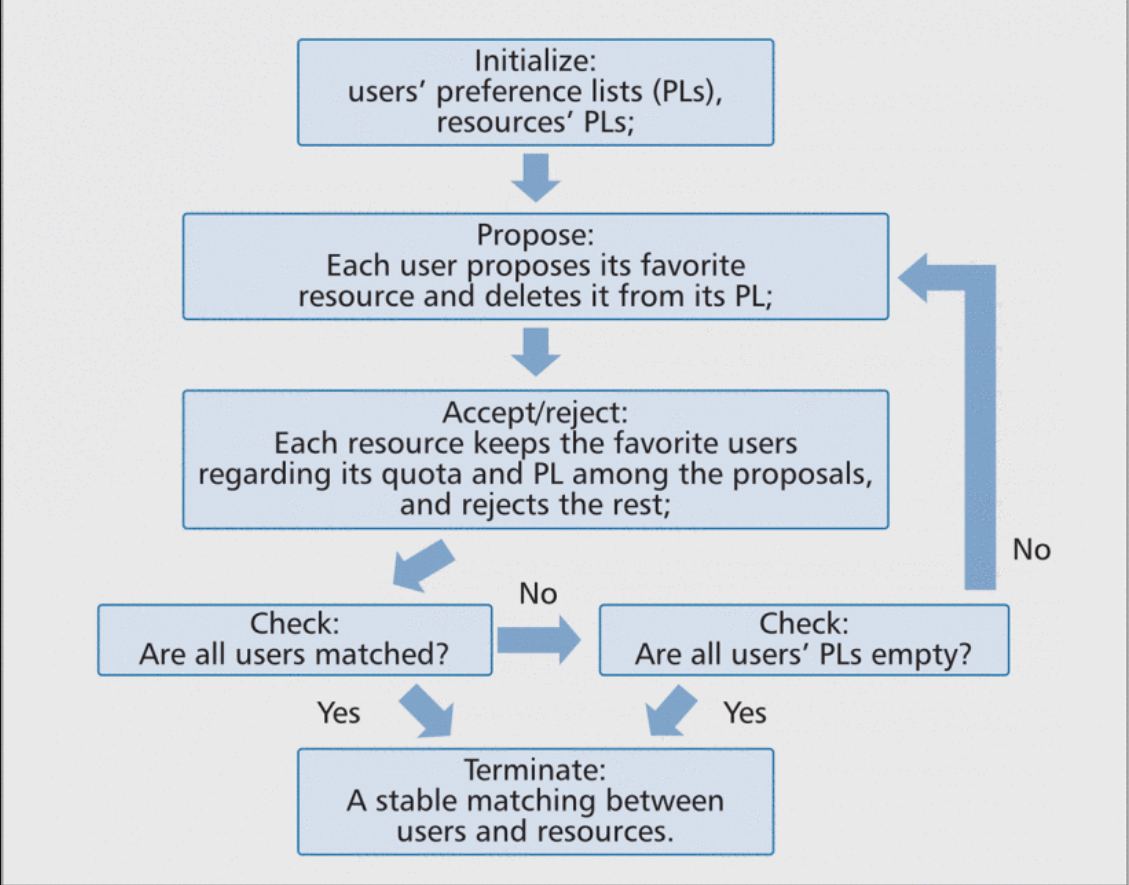 Initialize:
users’ preference lists (PLs),
resources’ PLs;
Propose:
Each user proposes its favorite
resource and deletes it from its PL;
Accept/reject:
Each resource keeps the favorite users
regarding its quota and PL among the proposals,
and rejects the rest;
No
No
Check:
Are all users matched?
Check:
Are all users’ PLs empty?
Yes
Yes
Terminate:
A stable matching between
users and resources.